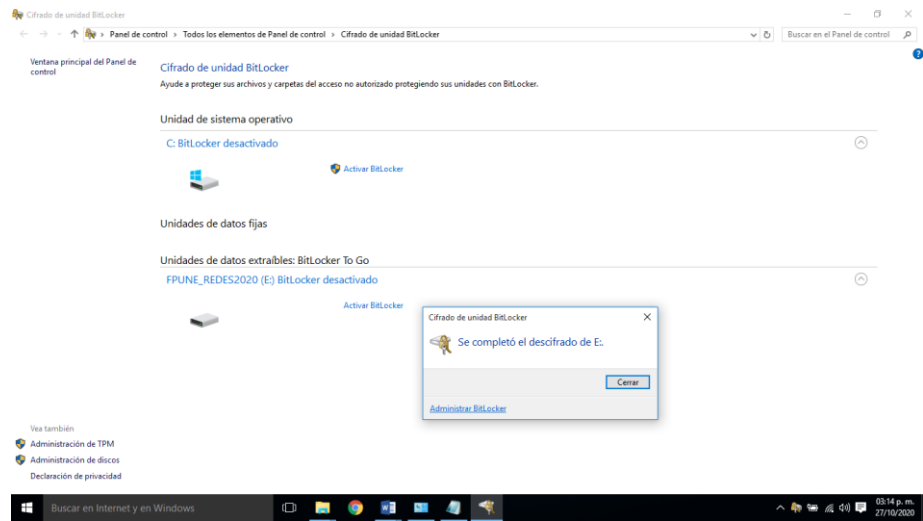 Cifrado de unidad BitLocker
Panel de control > Todos los elementos de Panel de control > Cifrado de unidad BitLocker
Buscar en el Panel de control
Ventana principal del Panel de
control
Cifrado de unidad BitLocker
Ayude a proteger sus archivos y carpetas del acceso no autorizado protegiendo sus unidades con BitLocker.
Unidad de sistema operativo
C: BitLocker desactivado
Activar BitLocker
Unidades de datos fijas
Unidades de datos extraíbles: BitLocker To Go
FPUNE_REDES2020 (E:) BitLocker desactivado
Activar BitLocker
Cifrado de unidad BitLocker
Se completó el descifrado de E:.
Cerrar
Administrar BitLocker
Vea también
Administración de TPM
Administración de discos
Declaración de privacidad
Buscar en Internet y en Windows
03:14 p. m.
27/10/2020